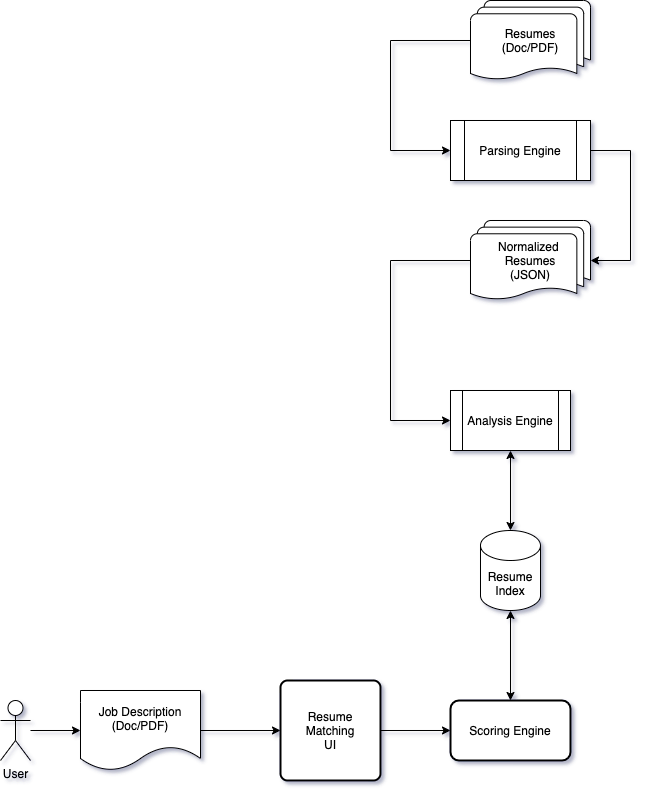 Resumes
(Doc/PDF)
Parsing Engine
Normalized
Resumes
(JSON)
Analysis Engine
Resume
Index
Job Description
(Doc/PDF)
Resume
Matching
UI
Scoring Engine
User